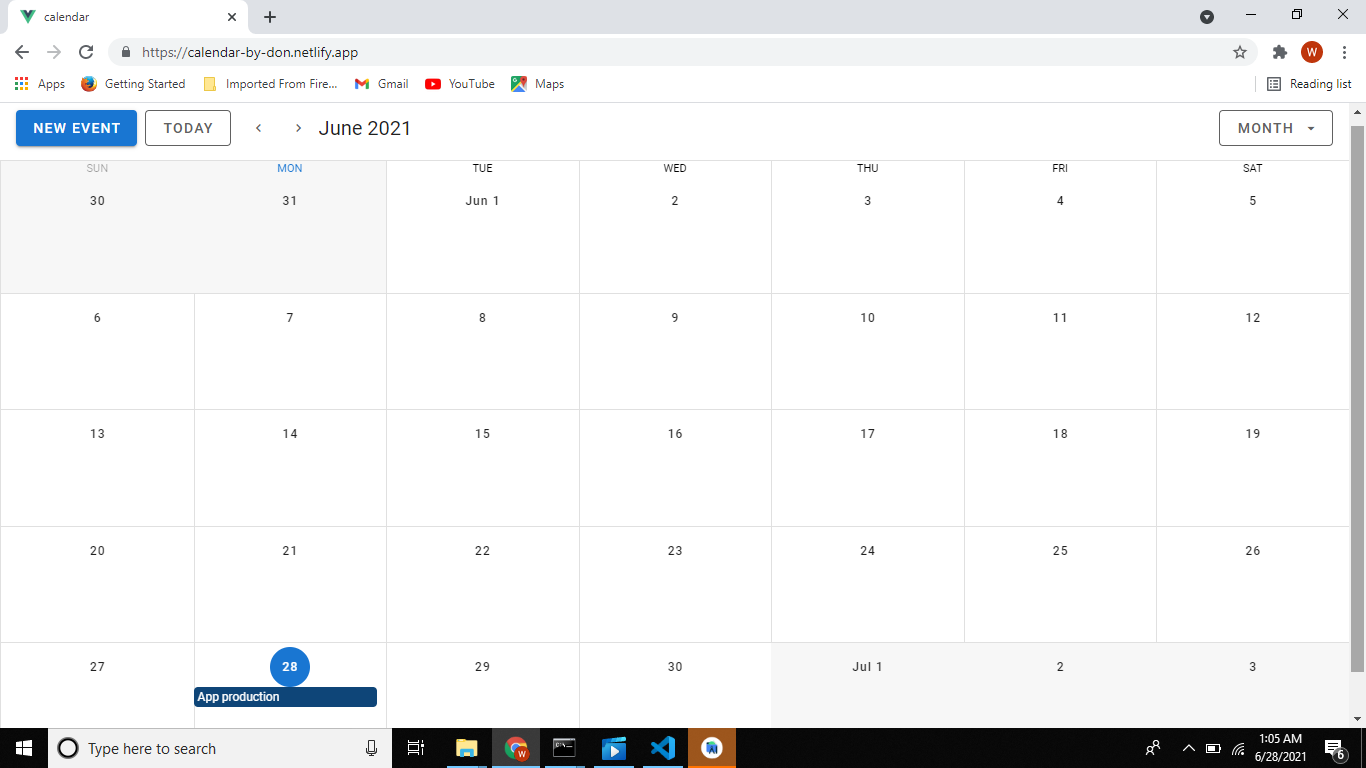 calendar
https://calendar-by-don.netlify.app
W
Apps Getting Started Imported From Fire... Gmail YouTube Maps Reading list
NEW EVENT TODAY June 2021 MONTH
SUN MON TUE WED THU FRI SAT
30 31 Jun 1 2 3 4 5
6 7 8 9 10 11 12
13 14 15 16 17 18 19
20 21 22 23 24 25 26
27 28 29 30 Jul 1 2 3
App production
Type here to search
W
1:05 AM
6/28/2021
6